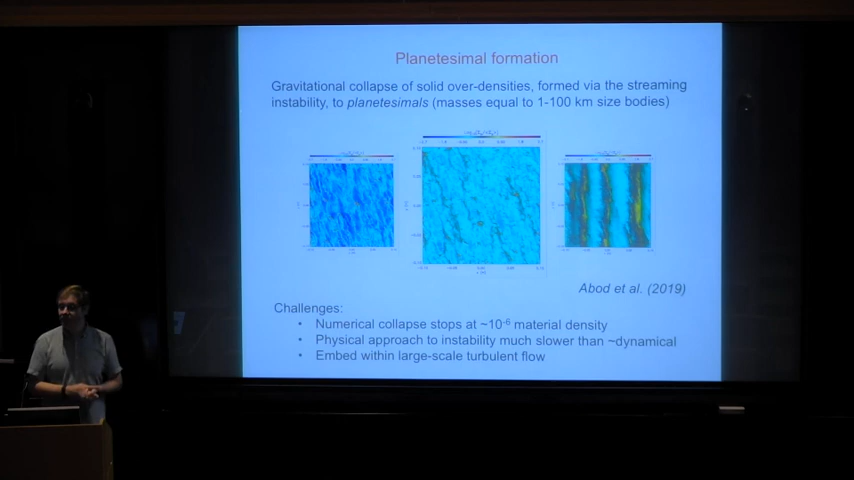 Planetesimal formation
Gravitational collapse of solid over-densities, formed via the streaming
instability, to planetesimals (masses equal to 1-100 km size bodies)
Abod et al. (2019)
Challenges:
• Numerical collapse stops at ~10⁻⁶ material density
• Physical approach to instability much slower than ~dynamical
• Embed within large-scale turbulent flow